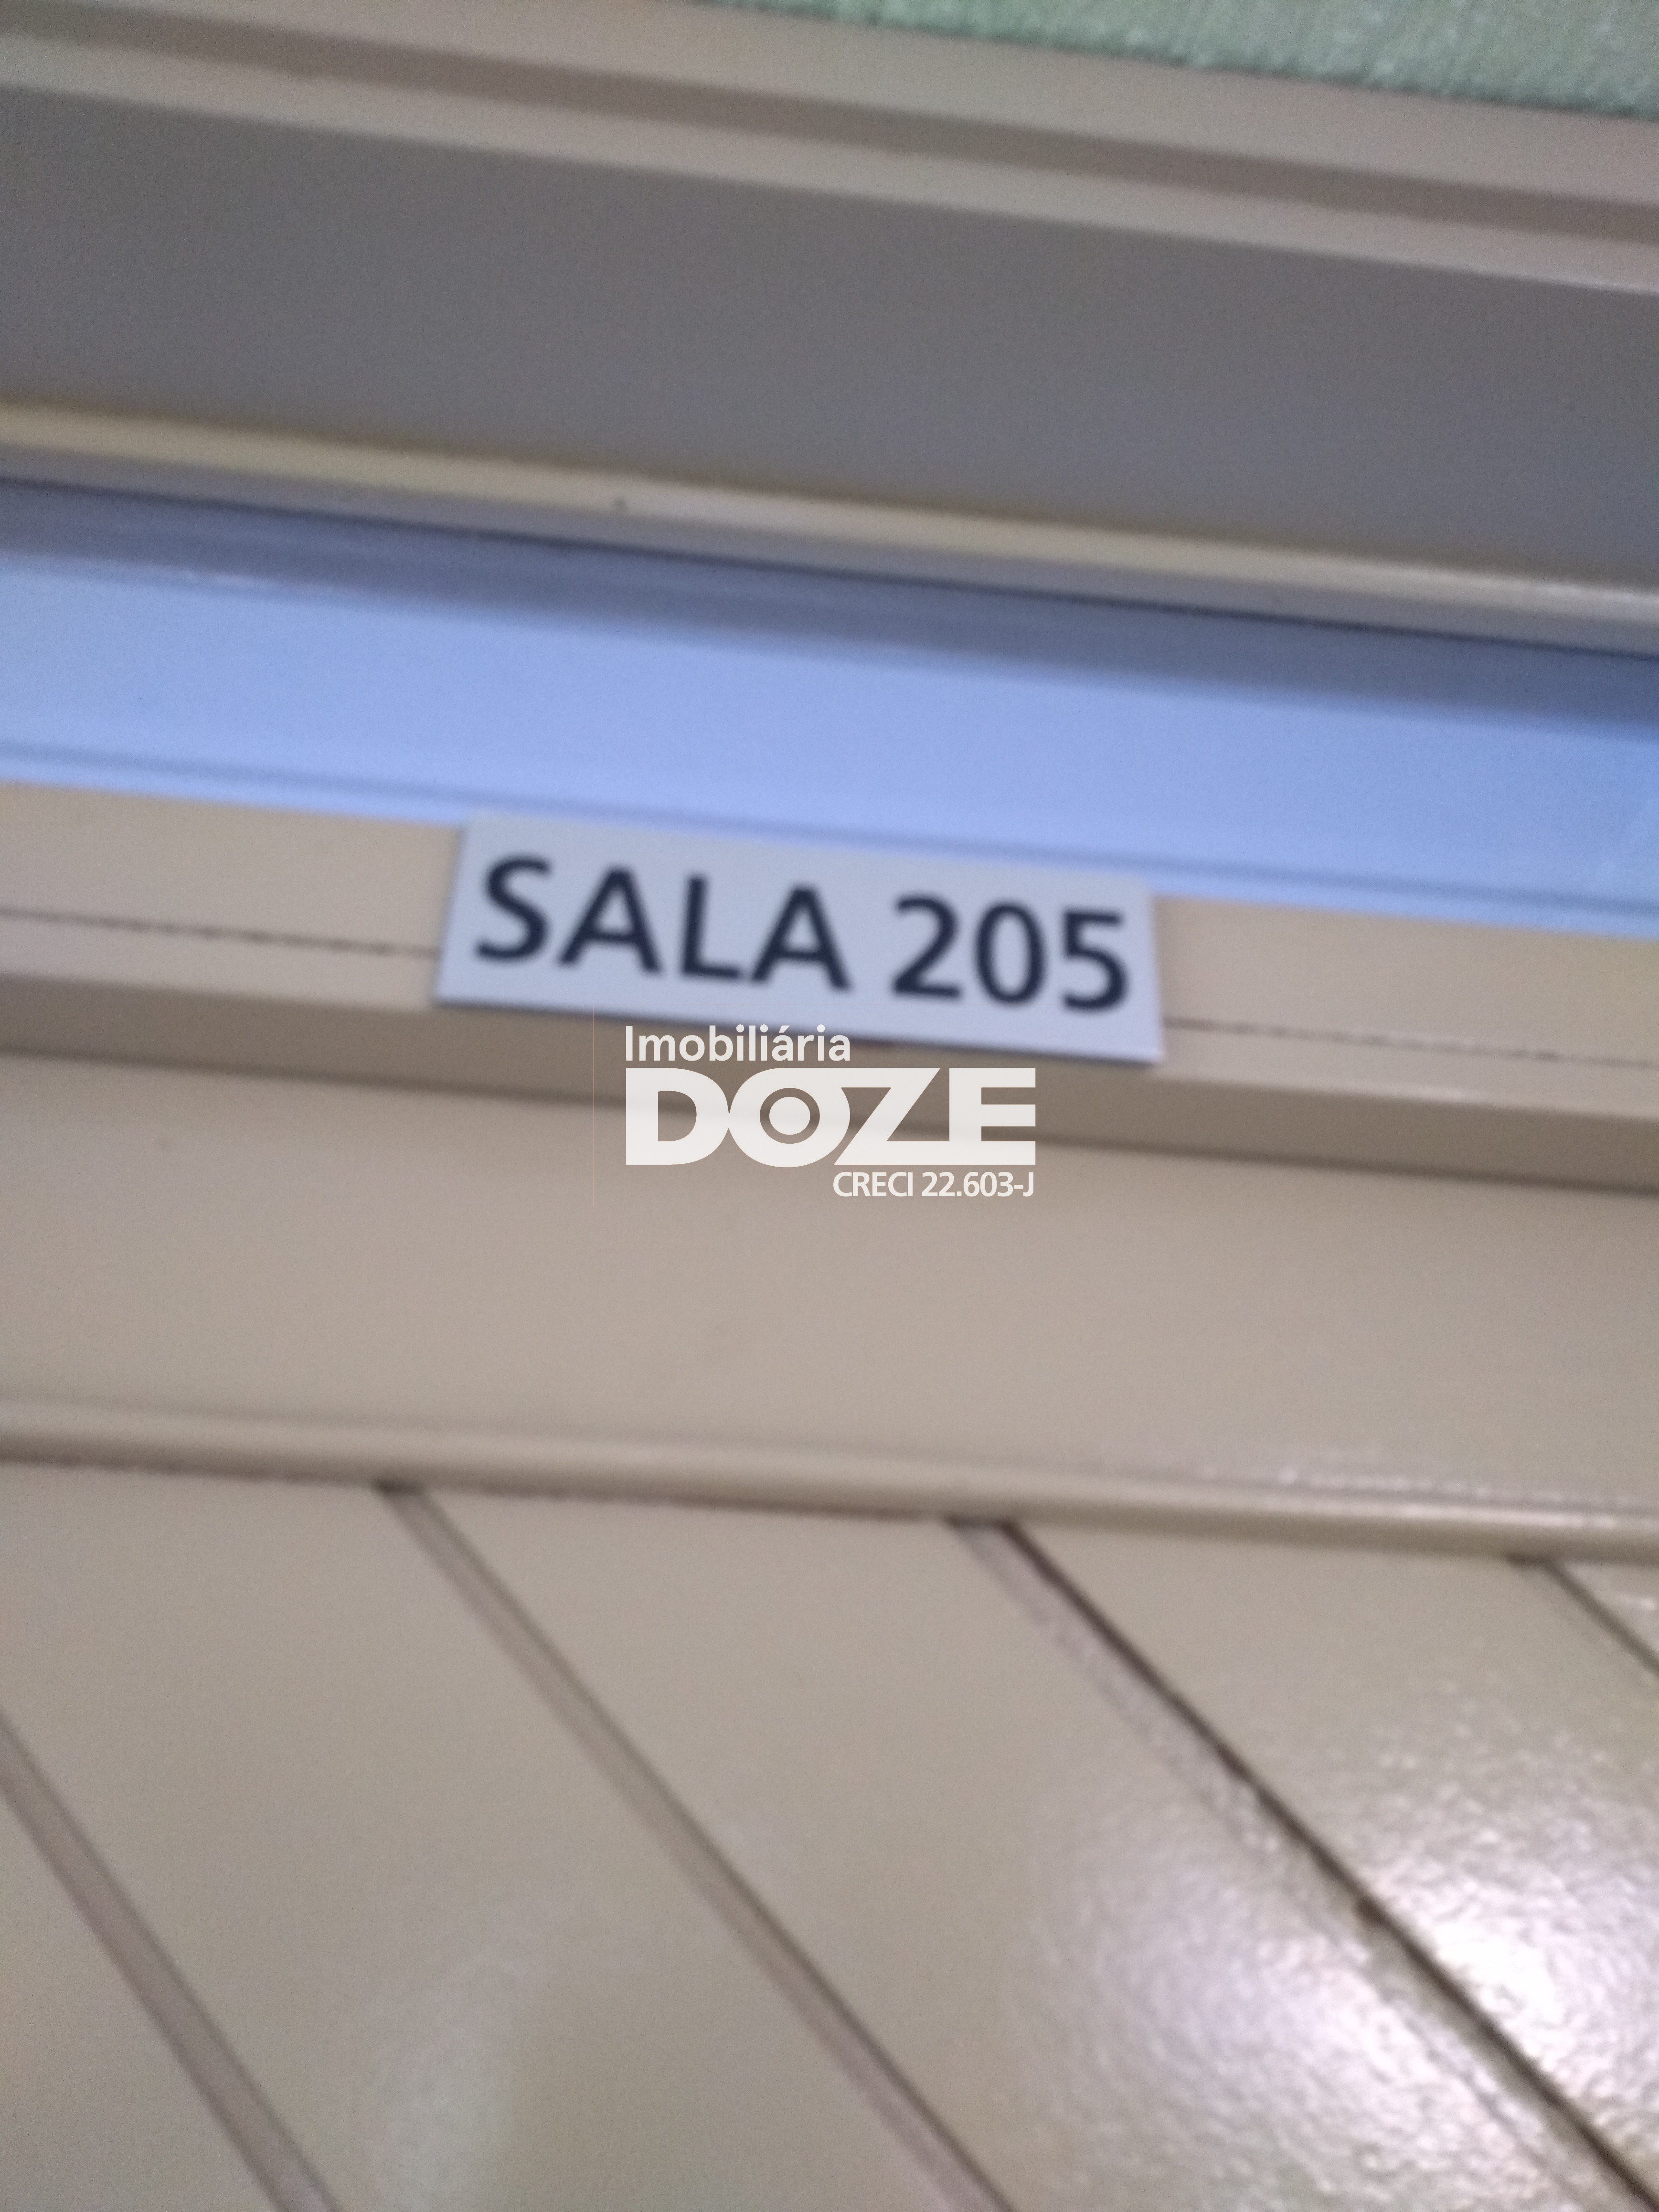 SALA 205
Imobiliária
DOZE
CRECI 22.603-J